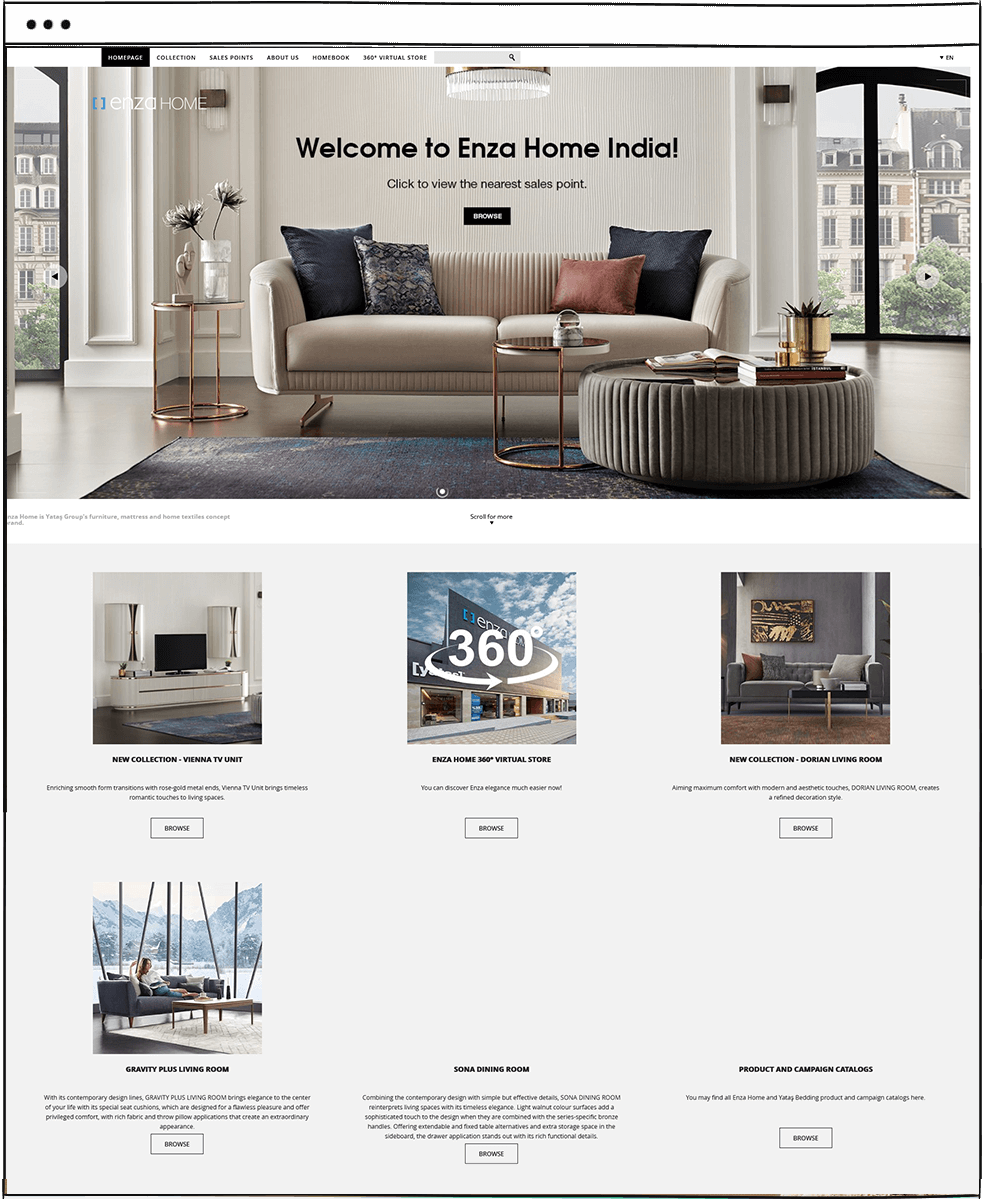 HOMEPAGE COLLECTION SALES POINTS ABOUT US HOMEBOOK 360° VIRTUAL STORE EN
enza HOME
Welcome to Enza Home India!
Click to view the nearest sales point.
BROWSE
ISTANBUL
nza Home is Yataş Group's furniture, mattress and home textiles concept
rand.
Scroll for more
enza
360°
NEW COLLECTION - VIENNA TV UNIT
Enriching smooth form transitions with rose-gold metal ends, Vienna TV Unit brings timeless
romantic touches to living spaces.
BROWSE
ENZA HOME 360° VIRTUAL STORE
You can discover Enza elegance much easier now!
BROWSE
NEW COLLECTION - DORIAN LIVING ROOM
Aiming maximum comfort with modern and aesthetic touches, DORIAN LIVING ROOM, creates
a refined decoration style.
BROWSE
GRAVITY PLUS LIVING ROOM
With its contemporary design lines, GRAVITY PLUS LIVING ROOM brings elegance to the center
of your life with its special seat cushions, which are designed for a flawless pleasure and offer
privileged comfort, with rich fabric and throw pillow applications that create an extraordinary
appearance.
BROWSE
SONA DINING ROOM
Combining the contemporary design with simple but effective details, SONA DINING ROOM
reinterprets living spaces with its timeless elegance. Light walnut colour surfaces add a
sophisticated touch to the design when they are combined with the series-specific bronze
handles. Offering extendable and fixed table alternatives and extra storage space in the
sideboard, the drawer application stands out with its rich functional details.
BROWSE
PRODUCT AND CAMPAIGN CATALOGS
You may find all Enza Home and Yataş Bedding product and campaign catalogs here.
BROWSE